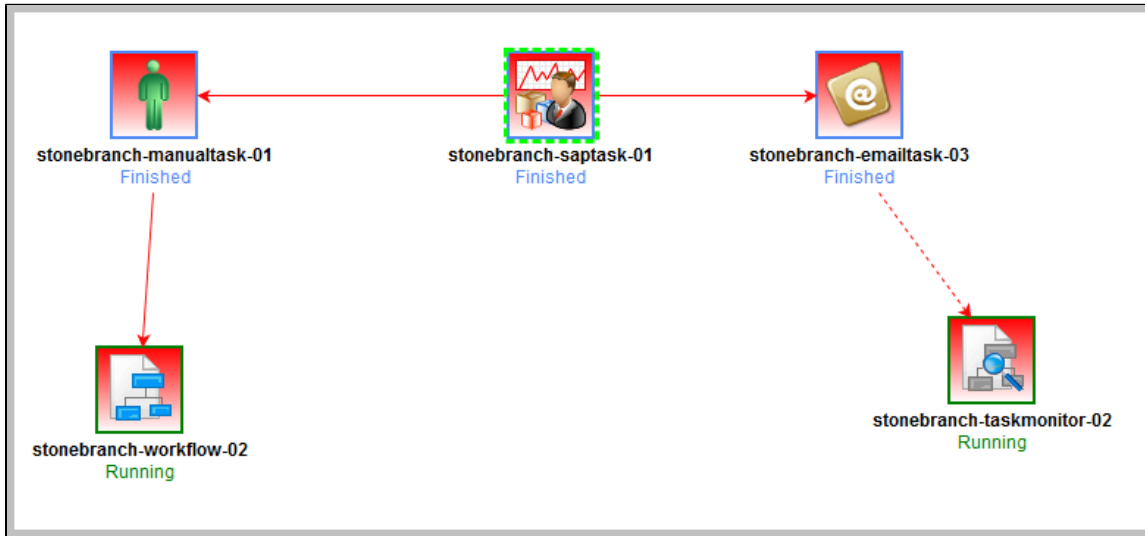 stonebranch-manualtask-01
Finished
stonebranch-saptask-01
Finished
@
stonebranch-emailtask-03
Finished
stonebranch-workflow-02
Running
stonebranch-taskmonitor-02
Running